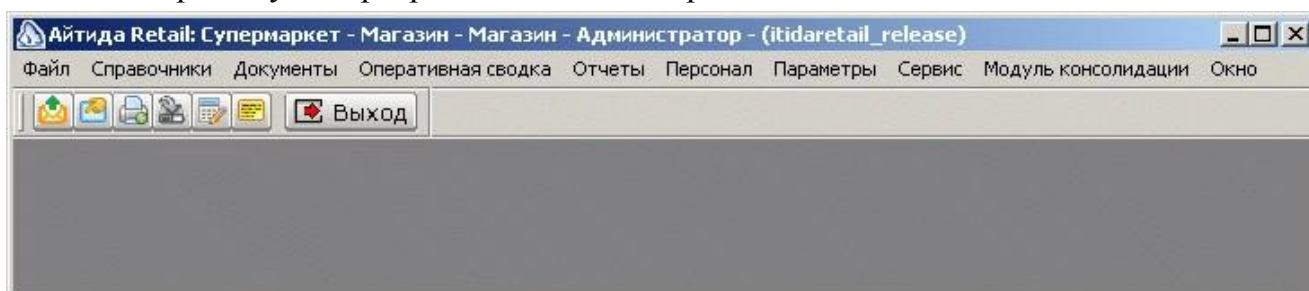 Айтида Retail: Супермаркет - Магазин - Магазин - Администратор - (itidaretail_release)
Файл Справочники Документы Оперативная сводка Отчеты Персонал Параметры Сервис Модуль консолидации Окно
Выход